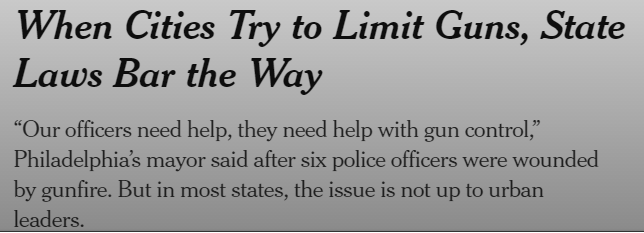 When Cities Try to Limit Guns, State
Laws Bar the Way
“Our officers need help, they need help with gun control,”
Philadelphia’s mayor said after six police officers were wounded
by gunfire. But in most states, the issue is not up to urban
leaders.